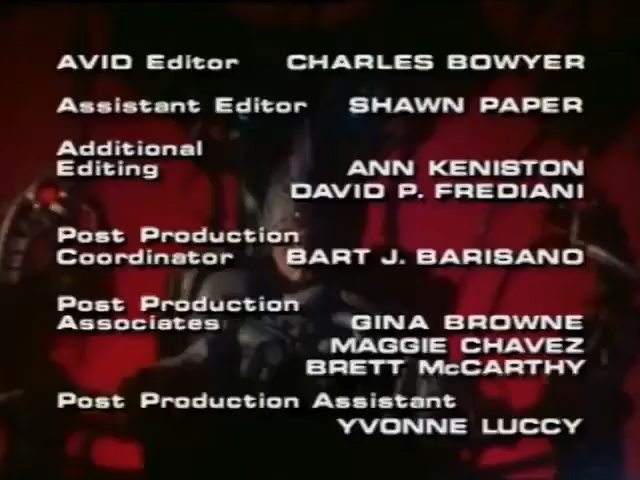 AVID Editor CHARLES BOWYER
Assistant Editor SHAWN PAPER
Additional
Editing ANN KENISTON
DAVID P. FREDIANI
Post Production
Coordinator BART J. BARISANO
Post Production
Associates GINA BROWNE
MAGGIE CHAVEZ
BRETT McCARTHY
Post Production Assistant
YVONNE LUCCY